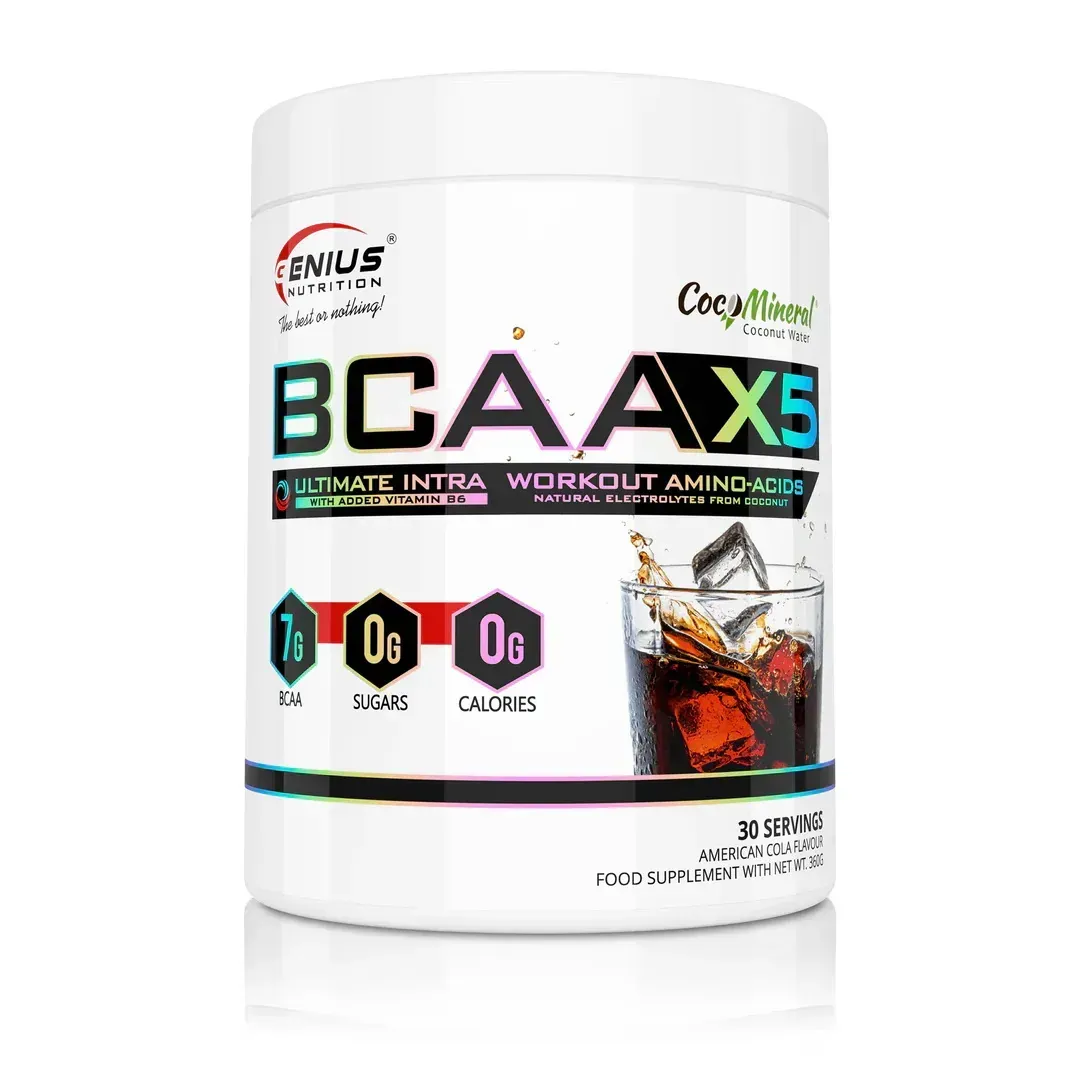 GENIUS®
NUTRITION
The best or nothing!
CocoMineral®
Coconut Water
BCAA X5
ULTIMATE INTRA WORKOUT AMINO-ACIDS
WITH ADDED VITAMIN B6 NATURAL ELECTROLYTES FROM COCONUT
7G 0G 0G
BCAA SUGARS CALORIES
30 SERVINGS
AMERICAN COLA FLAVOUR
FOOD SUPPLEMENT WITH NET WT. 360G